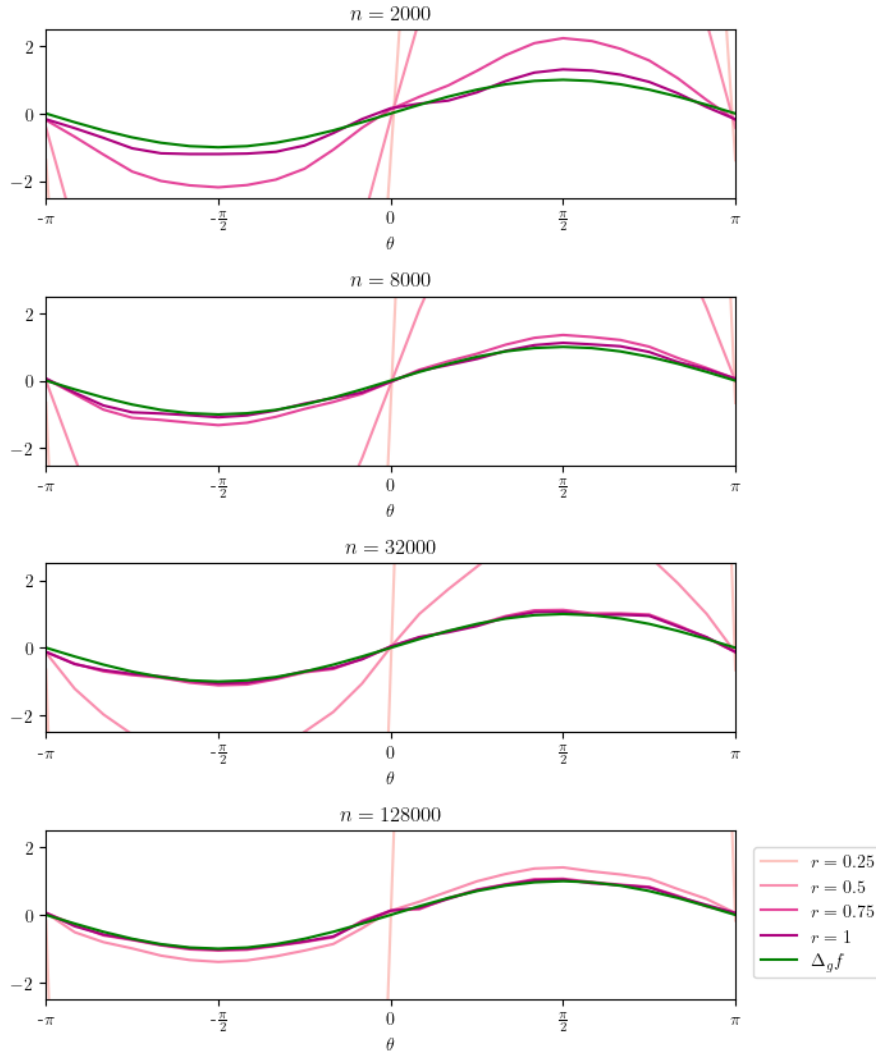 n = 2000
2
0
−2
-π
-π/2
0
π/2
π
θ
n = 8000
2
0
−2
-π
-π/2
0
π/2
π
θ
n = 32000
2
0
−2
-π
-π/2
0
π/2
π
θ
n = 128000
2
0
−2
-π
-π/2
0
π/2
π
θ
r = 0.25
r = 0.5
r = 0.75
r = 1
Δ_g f